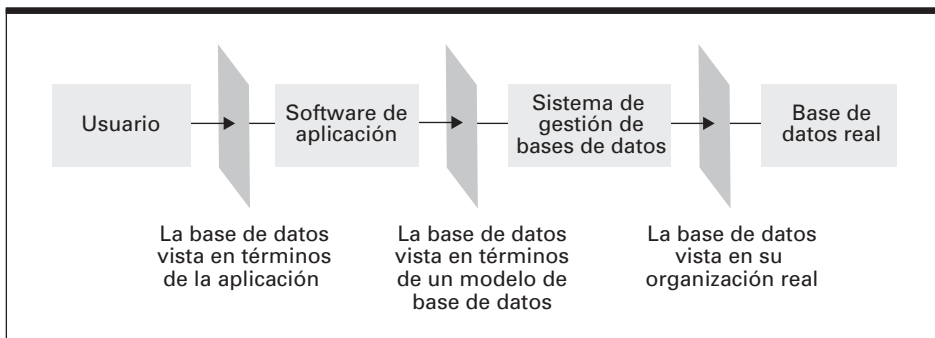 Usuario
Software de
aplicación
Sistema de
gestión de
bases de datos
Base de
datos real
La base de datos
vista en términos
de la aplicación
La base de datos
vista en términos
de un modelo de
base de datos
La base de datos
vista en su
organización real